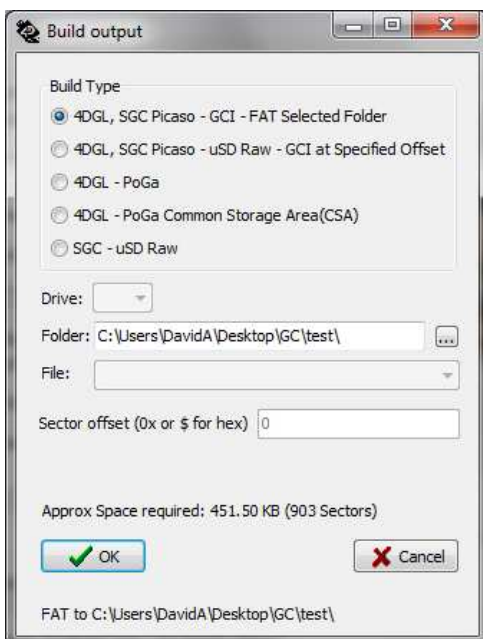 Build output
Build Type
4DGL, SGC Picaso - GCI - FAT Selected Folder
4DGL, SGC Picaso - uSD Raw - GCI at Specified Offset
4DGL - PoGa
4DGL - PoGa Common Storage Area(CSA)
SGC - uSD Raw
Drive:
Folder: C:\Users\DavidA\Desktop\GC\test\ ...
File:
Sector offset (0x or $ for hex) 0
Approx Space required: 451.50 KB (903 Sectors)
OK Cancel
FAT to C:\Users\DavidA\Desktop\GC\test\